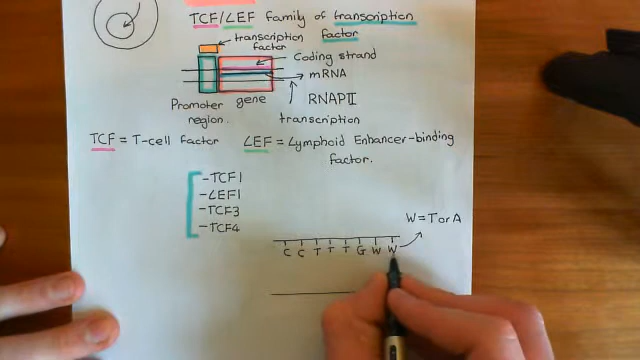 TCF/LEF family of transcription
factor
transcription
factor
Coding strand
mRNA
Promoter
region.
gene
RNAPII
transcription
TCF = T-cell factor
LEF = Lymphoid Enhancer-binding
factor.
-TCF1
-LEF1
-TCF3
-TCF4
W = T or A
C C T T T G W W